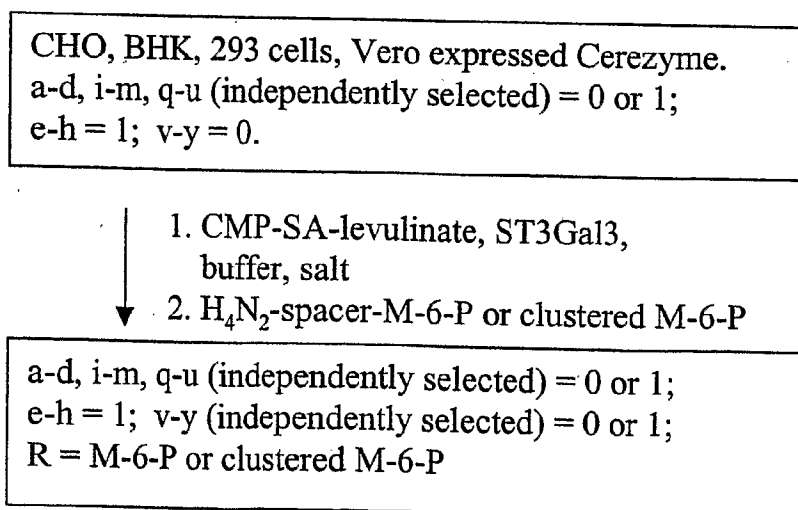 CHO, BHK, 293 cells, Vero expressed Cerezyme.
a-d, i-m, q-u (independently selected) = 0 or 1;
e-h = 1; v-y = 0.
1. CMP-SA-levulinate, ST3Gal3,
buffer, salt
2. H₄N₂-spacer-M-6-P or clustered M-6-P
a-d, i-m, q-u (independently selected) = 0 or 1;
e-h = 1; v-y (independently selected) = 0 or 1;
R = M-6-P or clustered M-6-P